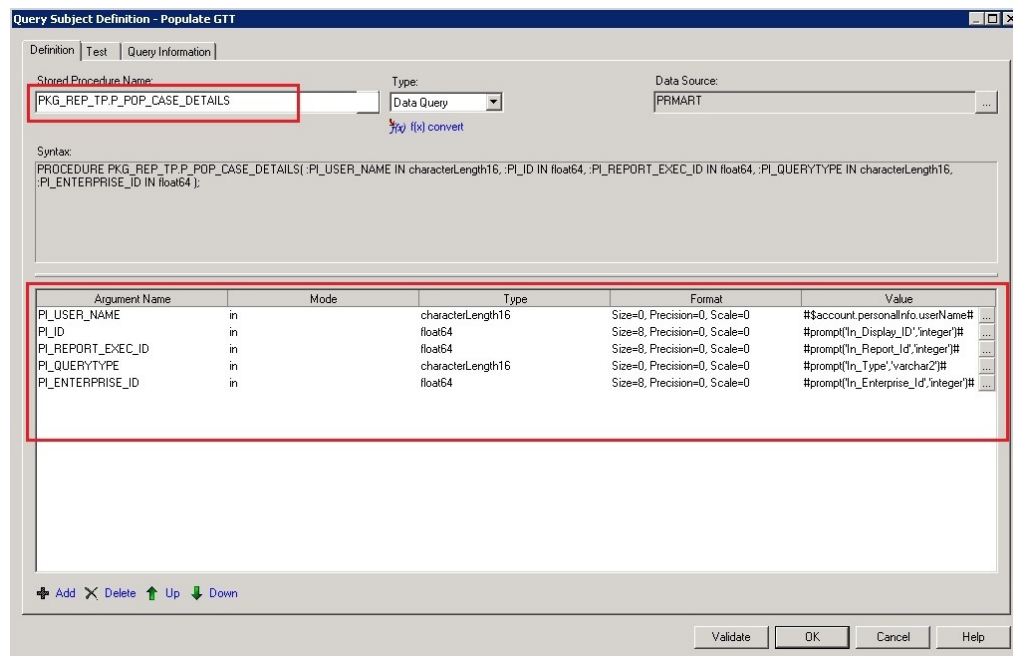 Query Subject Definition - Populate GTT
Definition Test Query Information
Stored Procedure Name: Type: Data Source:
PKG_REP_TP.P_POP_CASE_DETAILS Data Query PRMART ...
f(x) f(x) convert
Syntax:
PROCEDURE PKG_REP_TP.P_POP_CASE_DETAILS( :PI_USER_NAME IN characterLength16, :PI_ID IN float64, :PI_REPORT_EXEC_ID IN float64, :PI_QUERYTYPE IN characterLength16,
:PI_ENTERPRISE_ID IN float64 );
Argument Name Mode Type Format Value
PI_USER_NAME in characterLength16 Size=0, Precision=0, Scale=0 #$account.personalInfo.userName# ...
PI_ID in float64 Size=8, Precision=0, Scale=0 #prompt('In_Display_ID','integer')# ...
PI_REPORT_EXEC_ID in float64 Size=8, Precision=0, Scale=0 #prompt('In_Report_Id','integer')# ...
PI_QUERYTYPE in characterLength16 Size=0, Precision=0, Scale=0 #prompt('In_Type','varchar2')# ...
PI_ENTERPRISE_ID in float64 Size=8, Precision=0, Scale=0 #prompt('In_Enterprise_Id','integer')# ...
Add Delete Up Down
Validate OK Cancel Help